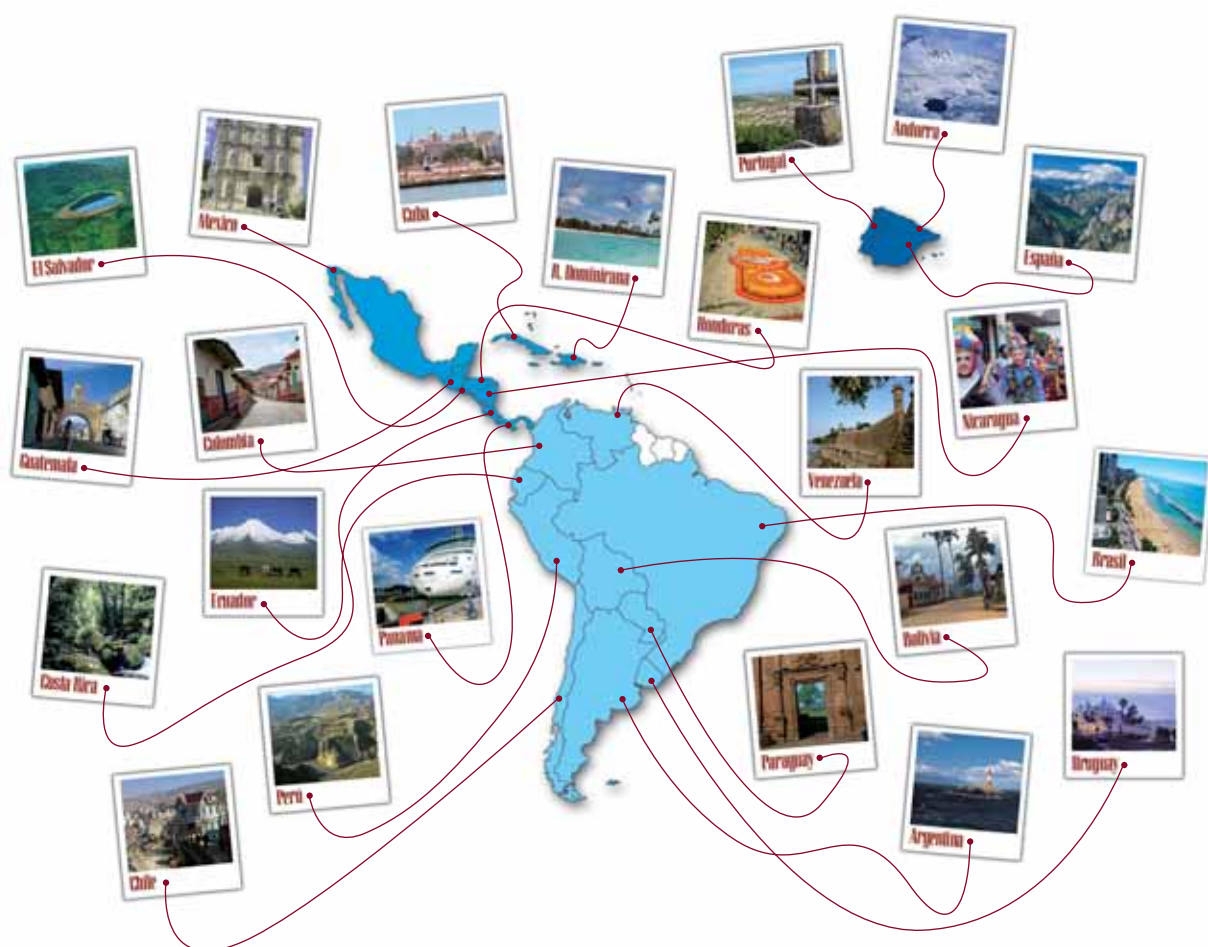 Andorra
Portugal
México
Cuba
España
El Salvador
R. Dominicana
Honduras
Nicaragua
Guatemala
Colombia
Venezuela
Brasil
Ecuador
Panamá
Bolivia
Costa Rica
Perú
Paraguay
Uruguay
Argentina
Chile